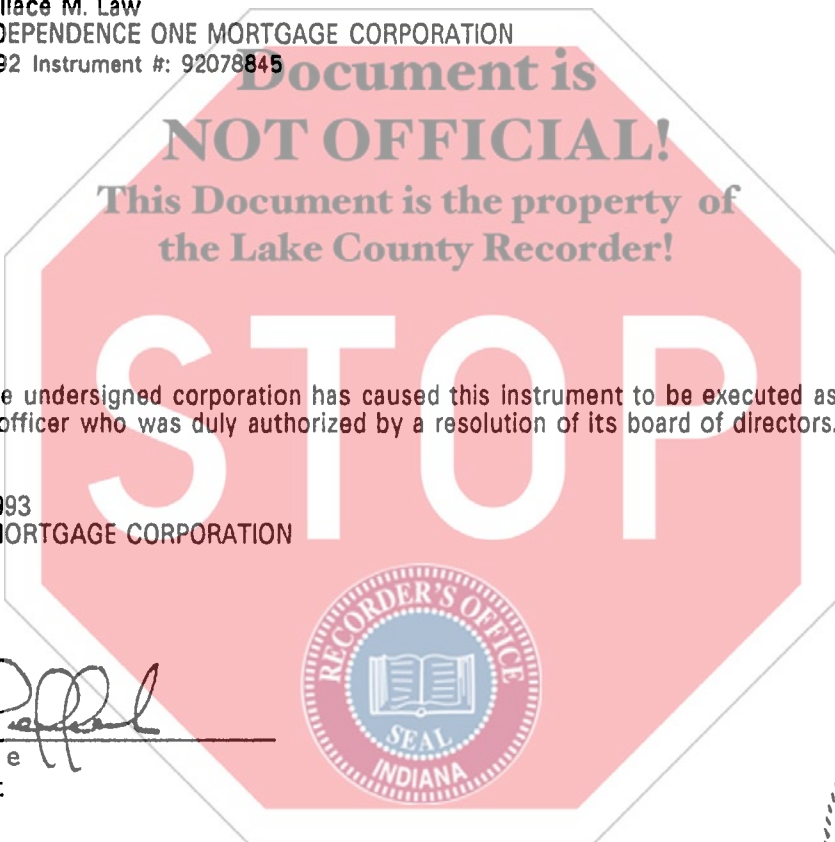 llace M. Law
DEPENDENCE ONE MORTGAGE CORPORATION
92 Instrument #: 92078845
Document is
NOT OFFICIAL!
This Document is the property of
the Lake County Recorder!
STOP
e undersigned corporation has caused this instrument to be executed as
officer who was duly authorized by a resolution of its board of directors.
993
MORTGAGE CORPORATION
RECORDER'S OFFICE
SEAL
INDIANA
e